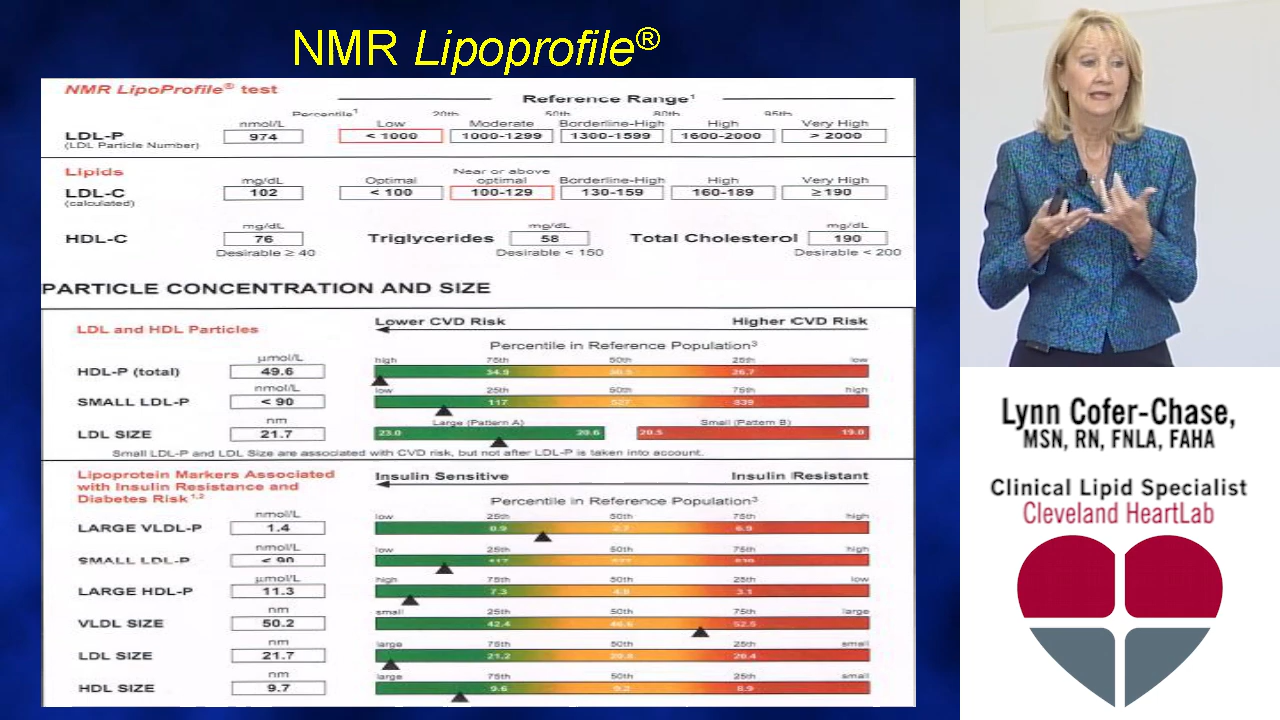 NMR Lipoprofile®
NMR LipoProfile® test
Reference Range¹
Percentile¹ 20th 50th 80th 95th
nmol/L Low Moderate Borderline-High High Very High
LDL-P 974 < 1000 1000-1299 1300-1599 1600-2000 > 2000
(LDL Particle Number)
Lipids
mg/dL Optimal Near or above optimal Borderline-High High Very High
LDL-C 102 < 100 100-129 130-159 160-189 ≥ 190
(calculated)
mg/dL mg/dL mg/dL
HDL-C 76 Triglycerides 58 Total Cholesterol 190
Desirable ≥ 40 Desirable < 150 Desirable < 200
PARTICLE CONCENTRATION AND SIZE
LDL and HDL Particles Lower CVD Risk Higher CVD Risk
Percentile in Reference Population³
μmol/L high 75th 50th 25th low
HDL-P (total) 49.6 34.9 30.5 26.7
nmol/L low 25th 50th 75th high
SMALL LDL-P < 90 117 527 839
nm Large (Pattern A) Small (Pattern B)
LDL SIZE 21.7 23.0 20.6 20.5 19.0
Small LDL-P and LDL Size are associated with CVD risk, but not after LDL-P is taken into account.
Lipoprotein Markers Associated
with Insulin Resistance and
Diabetes Risk¹,²
Insulin Sensitive Insulin Resistant
Percentile in Reference Population³
nmol/L low 25th 50th 75th high
LARGE VLDL-P 1.4 0.9 2.7 6.9
nmol/L low 25th 50th 75th high
SMALL LDL-P < 90 117
μmol/L high 75th 50th 25th low
LARGE HDL-P 11.3 7.3 4.8 3.1
nm small 25th 50th 75th large
VLDL SIZE 50.2 42.4 46.6 52.5
nm large 75th 50th 25th small
LDL SIZE 21.7 21.2 20.8 20.4
nm large 75th 50th 25th small
HDL SIZE 9.7 9.6 9.2 8.9
Lynn Cofer-Chase,
MSN, RN, FNLA, FAHA
Clinical Lipid Specialist
Cleveland HeartLab